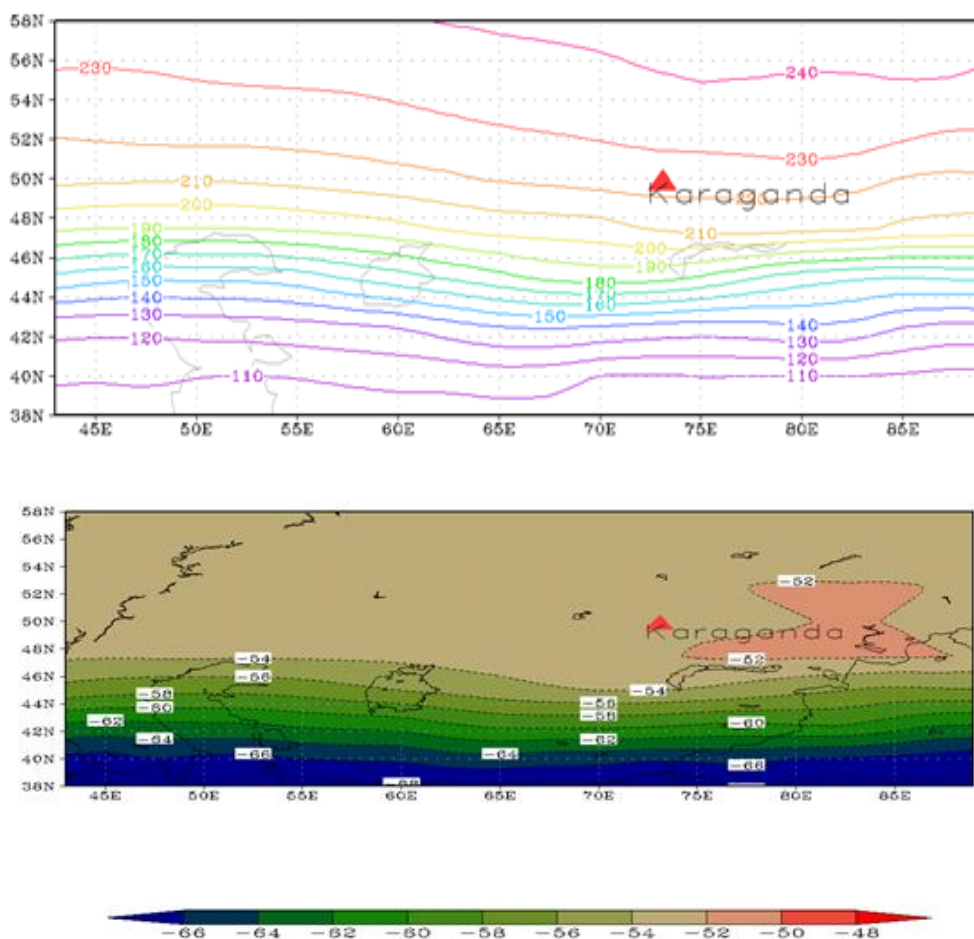 58N
56N
230 240
54N
52N
230
50N 210
Karaganda
200
48N
190 210
180 200
46N 170 190
160 180
150 170
44N 140 160
130 150 140
42N 120 130
120
40N 110 110
38N
45E 50E 55E 60E 65E 70E 75E 80E 85E
58N
56N
54N
-52
52N
50N
Karaganda
48N
-54 -52
46N -56
-58 -54
44N -60 -56
-62 -58 -60
42N -64 -62
-66 -64
40N -66
38N -68
45E 50E 55E 60E 65E 70E 75E 80E 85E
-66 -64 -62 -60 -58 -56 -54 -52 -50 -48